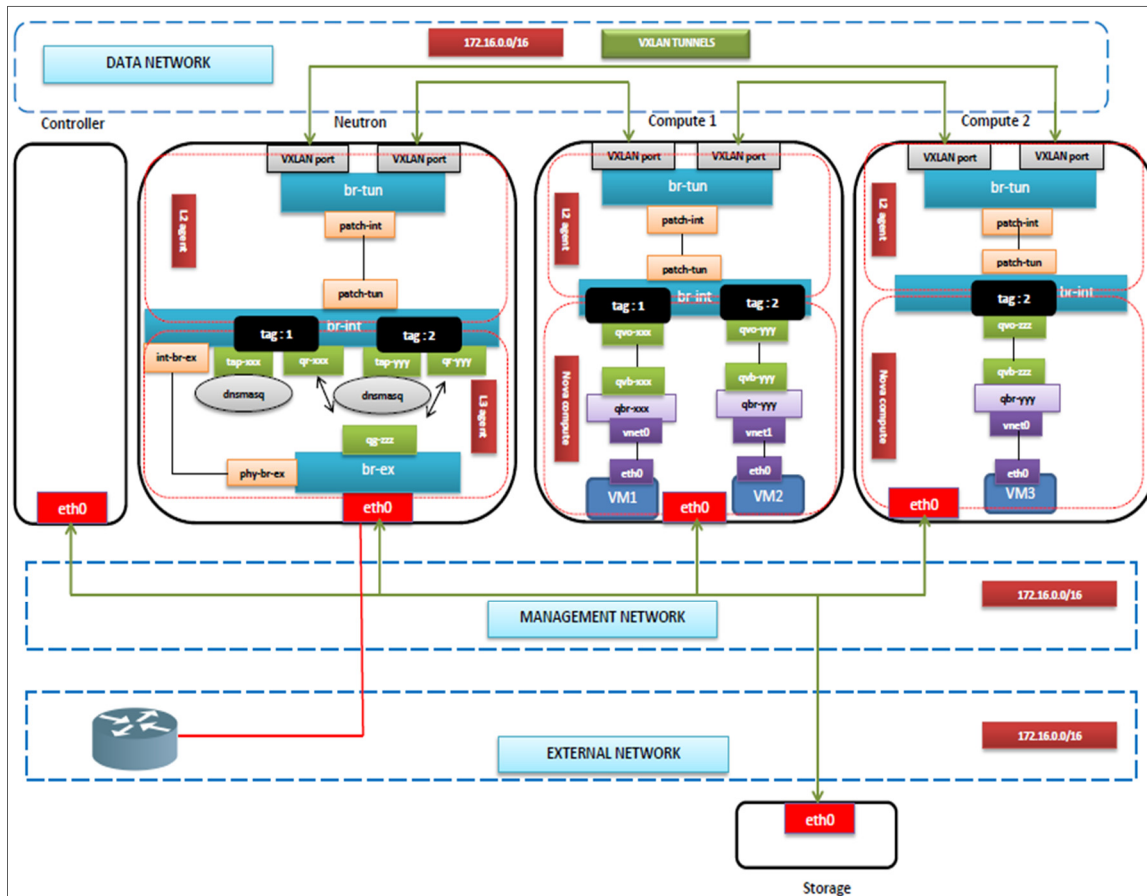 172.16.0.0/16
VXLAN TUNNELS
DATA NETWORK
Controller
Neutron
Compute 1
Compute 2
VXLAN port
VXLAN port
br-tun
patch-int
L2 agent
patch-tun
br-int
tag : 1
tag : 2
int-br-ex
tap-xxx
qr-xxx
tap-yyy
qr-yyy
dnsmasq
dnsmasq
L3 agent
qg-zzz
phy-br-ex
br-ex
eth0
eth0
VXLAN port
VXLAN port
br-tun
L2 agent
patch-int
patch-tun
br-int
tag : 1
tag : 2
qvo-xxx
qvo-yyy
Nova compute
qvb-xxx
qvb-yyy
qbr-xxx
qbr-yyy
vnet0
vnet1
eth0
eth0
VM1
VM2
eth0
VXLAN port
VXLAN port
br-tun
L2 agent
patch-int
patch-tun
br-int
tag : 2
qvo-zzz
Nova compute
qvb-zzz
qbr-yyy
vnet0
eth0
VM3
eth0
172.16.0.0/16
MANAGEMENT NETWORK
172.16.0.0/16
EXTERNAL NETWORK
eth0
Storage